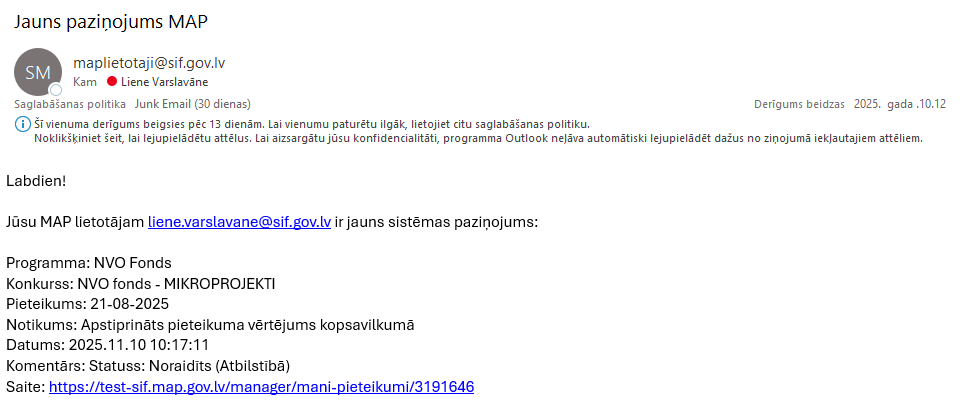 Jauns paziņojums MAP
SM
maplietotaji@sif.gov.lv
Kam Liene Varslavāne
Saglabāšanas politika Junk Email (30 dienas) Derīgums beidzas 2025. gada .10.12
Šī vienuma derīgums beigsies pēc 13 dienām. Lai vienumu paturētu ilgāk, lietojiet citu saglabāšanas politiku.
Noklikšķiniet šeit, lai lejupielādētu attēlus. Lai aizsargātu jūsu konfidencialitāti, programma Outlook neļāva automātiski lejupielādēt dažus no ziņojumā iekļautajiem attēliem.
Labdien!
Jūsu MAP lietotājam liene.varslavane@sif.gov.lv ir jauns sistēmas paziņojums:
Programma: NVO Fonds
Konkurss: NVO fonds - MIKROPROJEKTI
Pieteikums: 21-08-2025
Notikums: Apstiprināts pieteikuma vērtējums kopsavilkumā
Datums: 2025.11.10 10:17:11
Komentārs: Statuss: Noraidīts (Atbilstībā)
Saite: https://test-sif.map.gov.lv/manager/mani-pieteikumi/3191646